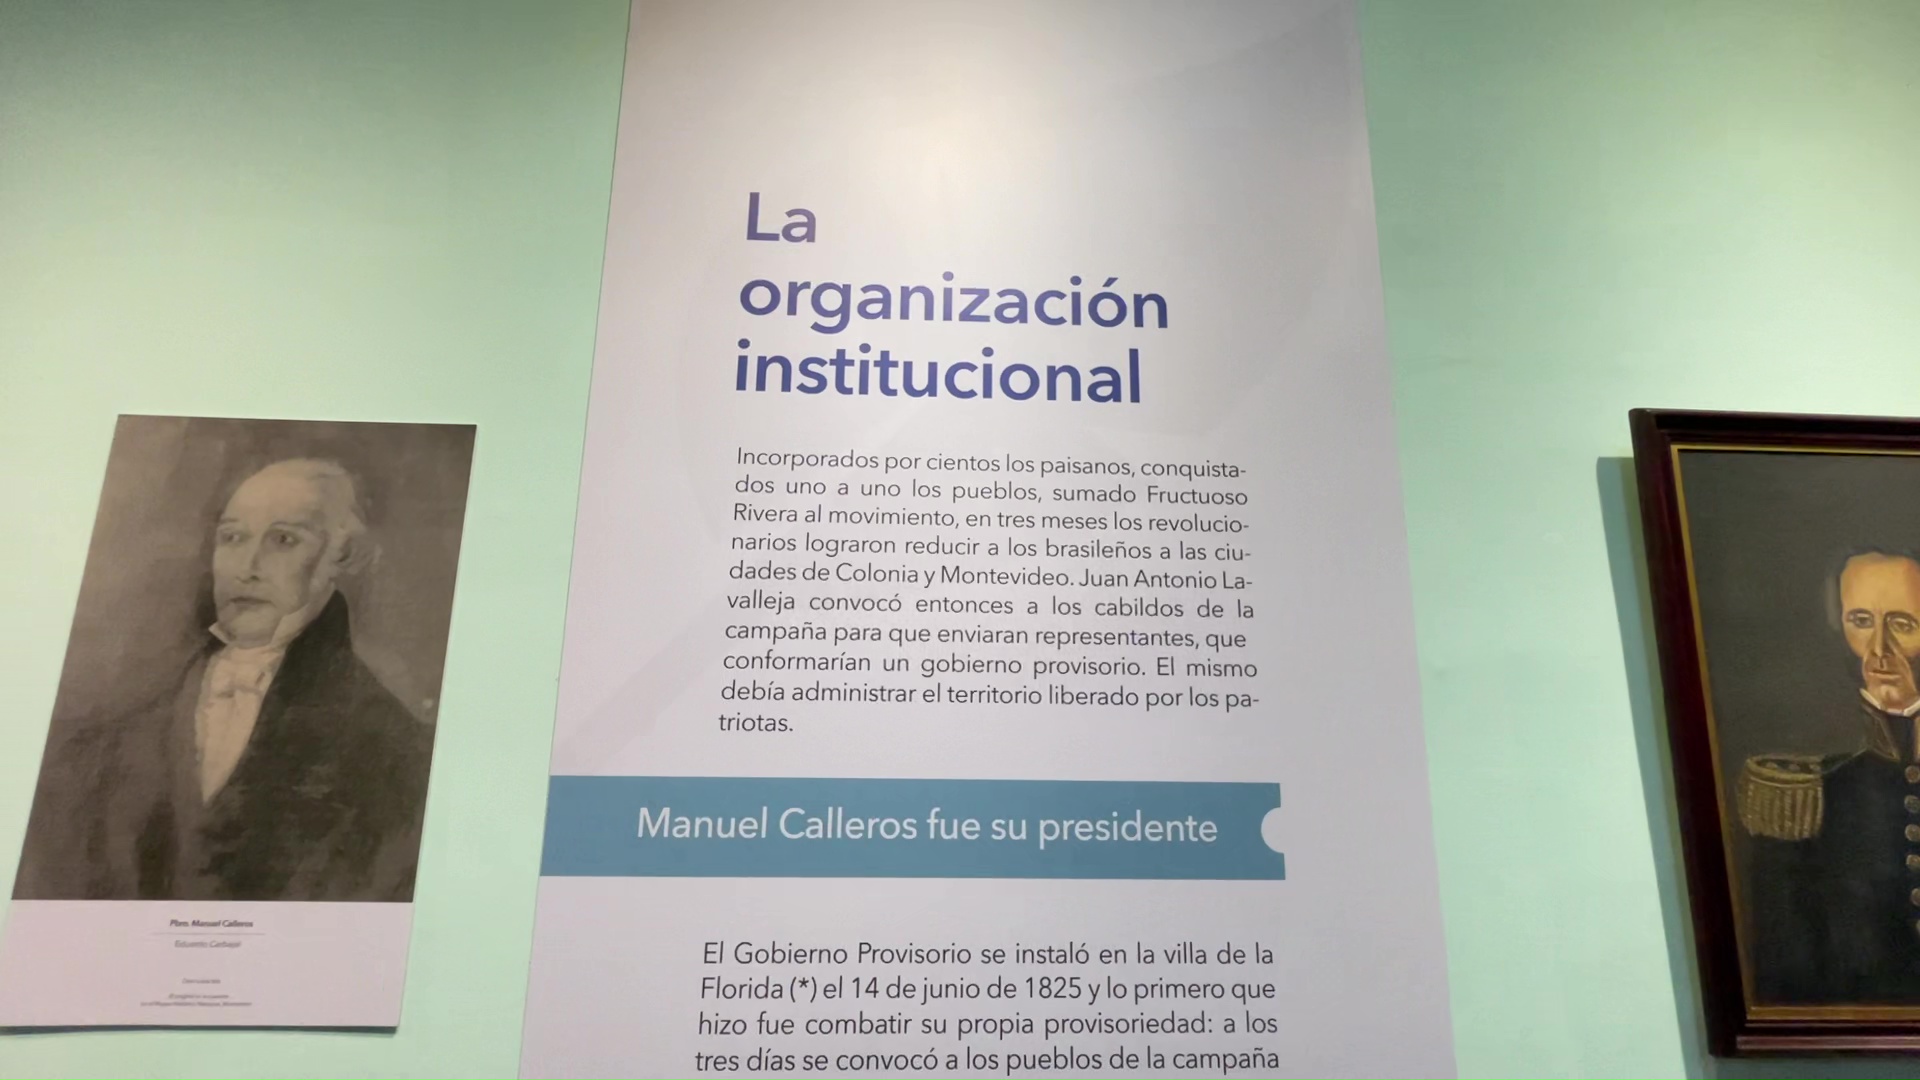 La
organización
institucional
Incorporados por cientos los paisanos, conquista-
dos uno a uno los pueblos, sumado Fructuoso
Rivera al movimiento, en tres meses los revolucio-
narios lograron reducir a los brasileños a las ciu-
dades de Colonia y Montevideo. Juan Antonio La-
valleja convocó entonces a los cabildos de la
campaña para que enviaran representantes, que
conformarían un gobierno provisorio. El mismo
debía administrar el territorio liberado por los pa-
triotas.
Manuel Calleros fue su presidente
El Gobierno Provisorio se instaló en la villa de la
Florida (*) el 14 de junio de 1825 y lo primero que
hizo fue combatir su propia provisoriedad: a los
tres días se convocó a los pueblos de la campaña
Pbro. Manuel Calleros
Eduardo Carbajal